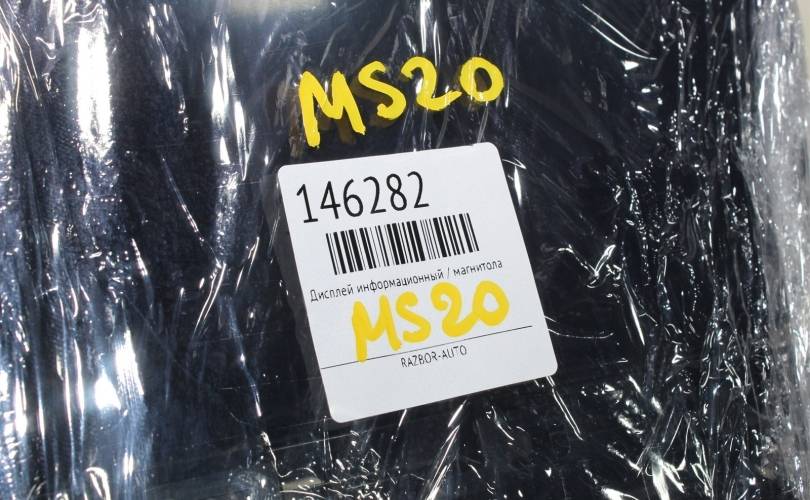 MS20
146282
Дисплей информационный / магнитола
MS20
RAZBOR-AUTO